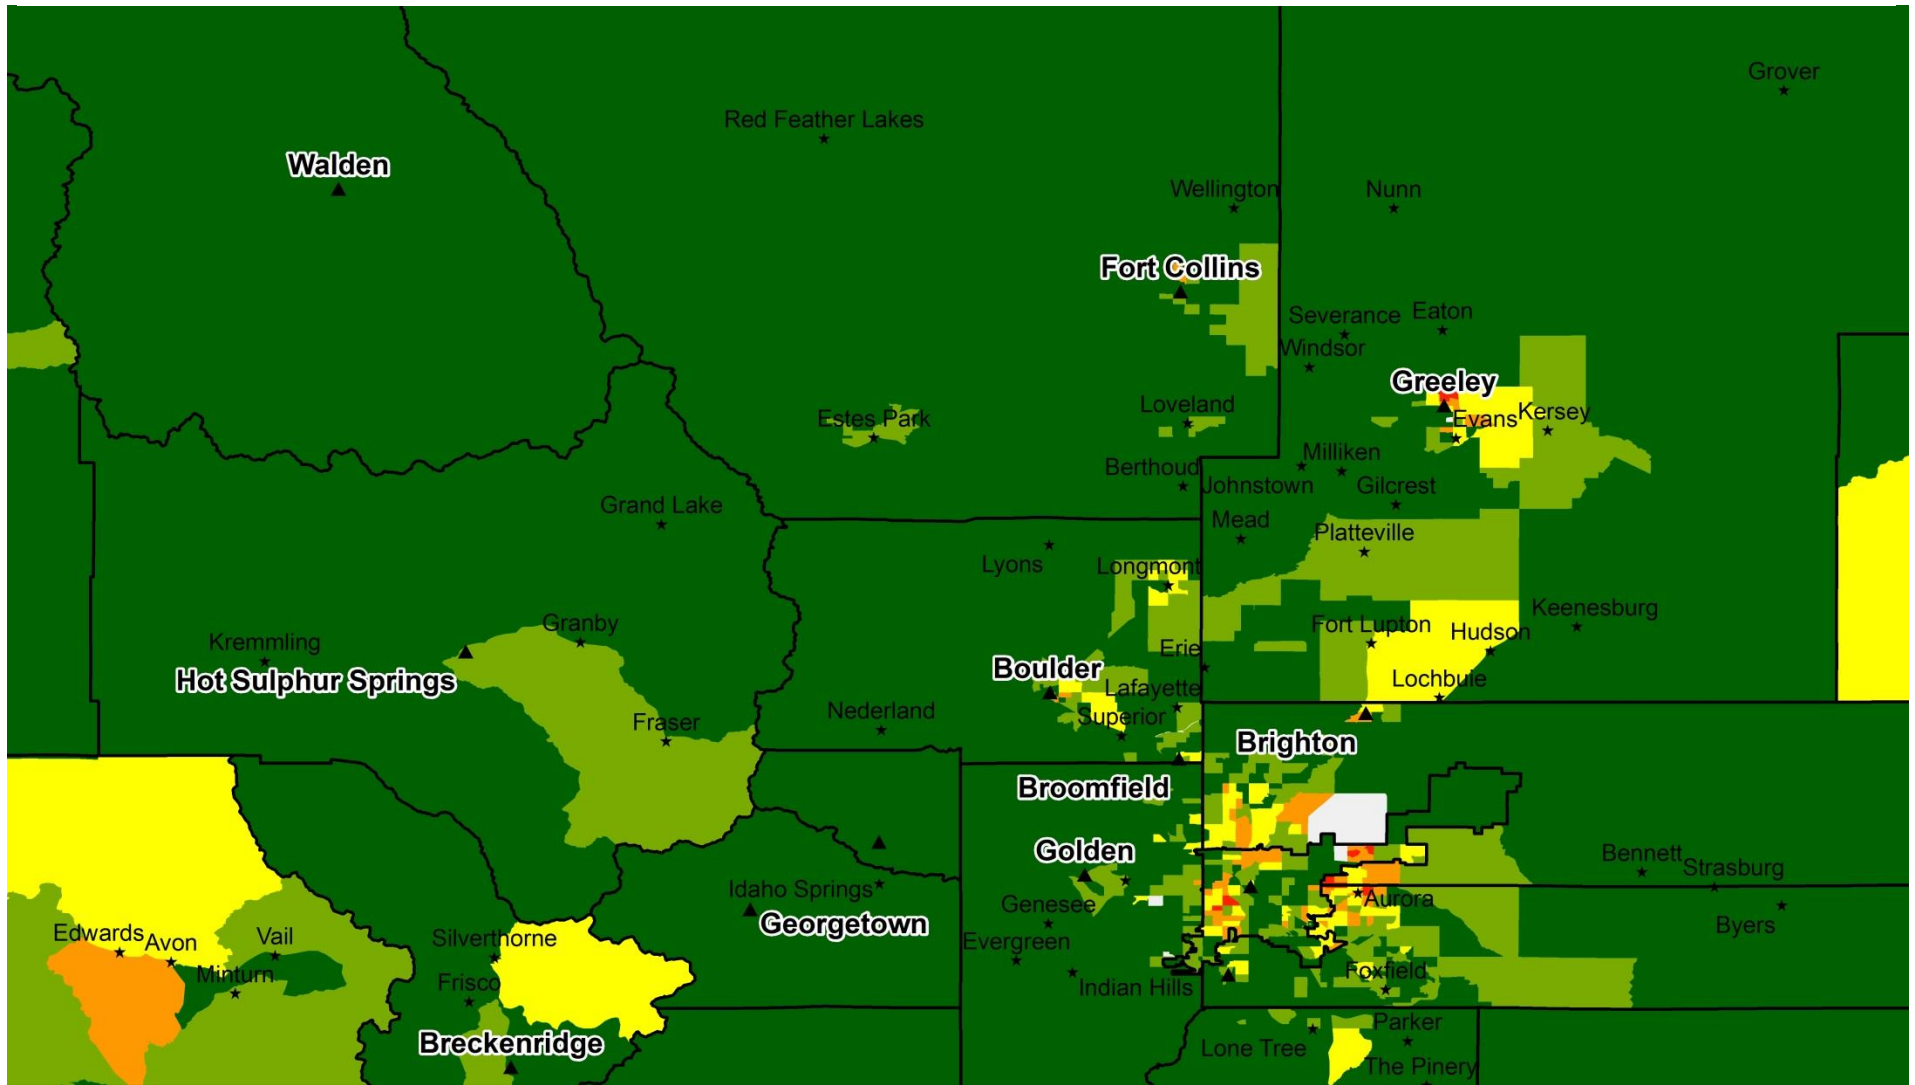 Grover
Red Feather Lakes
Walden
Wellington
Nunn
Fort Collins
Severance
Eaton
Windsor
Greeley
Estes Park
Loveland
Evans
Kersey
Milliken
Berthoud
Johnstown
Gilcrest
Grand Lake
Mead
Platteville
Lyons
Longmont
Keenesburg
Granby
Fort Lupton
Hudson
Kremmling
Erie
Boulder
Hot Sulphur Springs
Lochbuie
Lafayette
Nederland
Superior
Fraser
Brighton
Broomfield
Golden
Bennett
Strasburg
Idaho Springs
Aurora
Genesee
Georgetown
Byers
Edwards
Avon
Vail
Silverthorne
Evergreen
Minturn
Foxfield
Frisco
Indian Hills
Parker
Breckenridge
Lone Tree
The Pinery